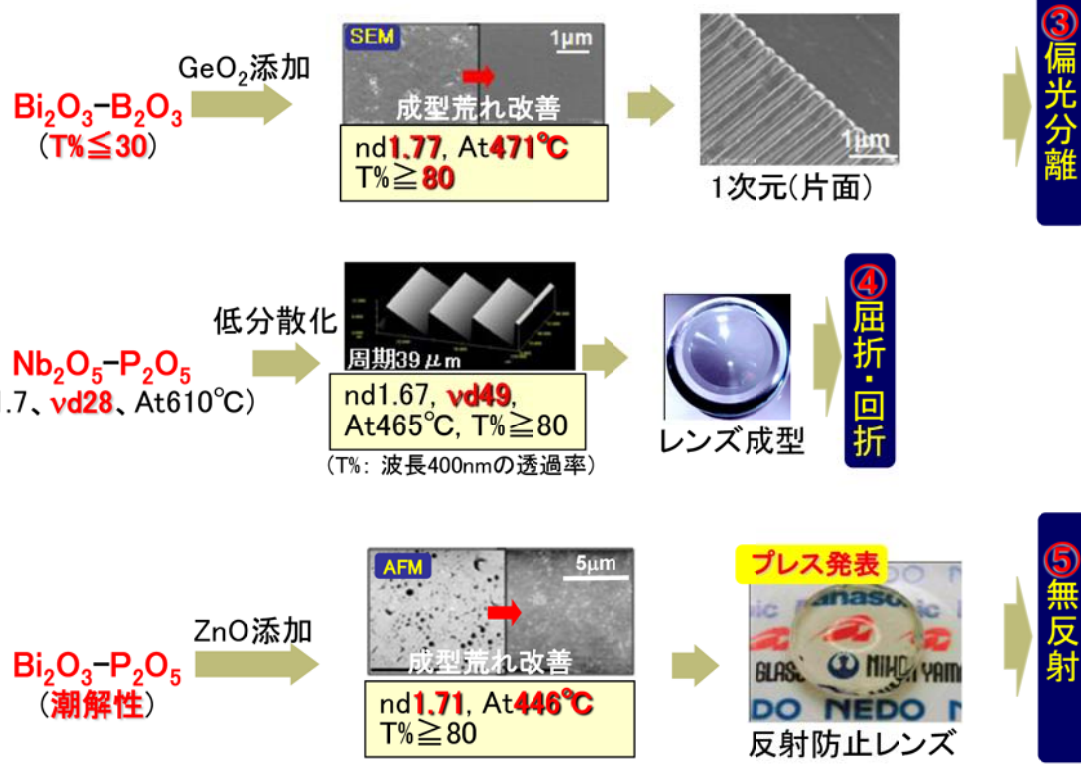 GeO₂添加
Bi₂O₃-B₂O₃
(T%≦30)
SEM
1μm
成型荒れ改善
nd1.77, At471℃
T%≧80
1μm
1次元(片面)
③偏光分離
Nb₂O₅-P₂O₅
1.7、νd28、At610℃)
低分散化
周期39μm
nd1.67, νd49,
At465℃, T%≧80
(T%: 波長400nmの透過率)
レンズ成型
④屈折・回折
Bi₂O₃-P₂O₅
(潮解性)
ZnO添加
AFM
5μm
成型荒れ改善
nd1.71, At446℃
T%≧80
プレス発表
Panasonic
GLAS
NEDO
反射防止レンズ
⑤無反射